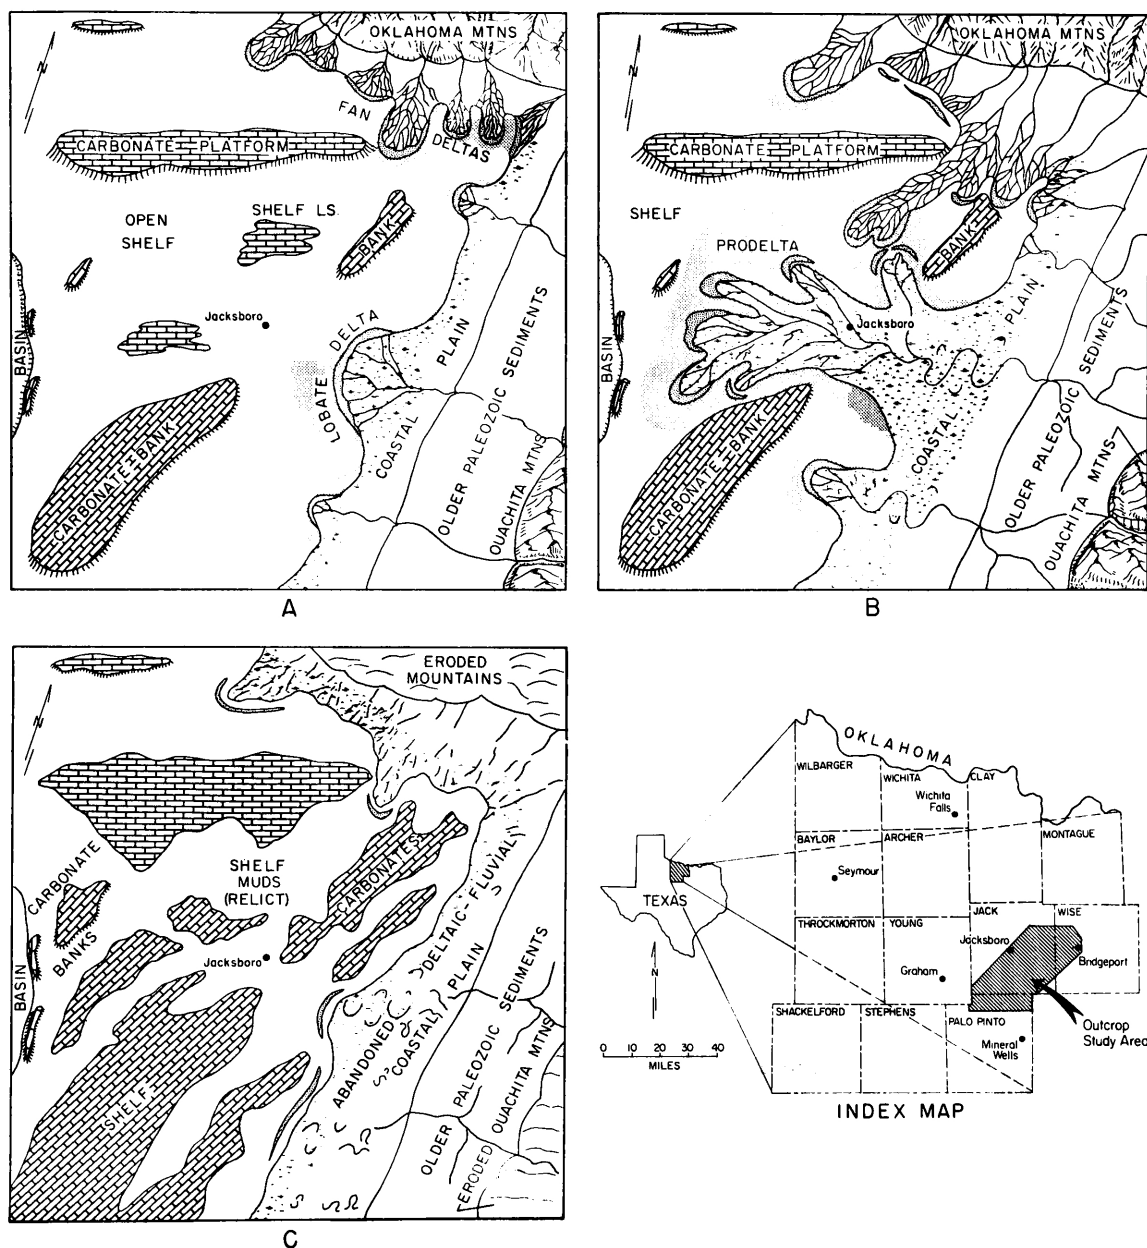 OKLAHOMA MTNS
N
FAN
DELTAS
CARBONATE PLATFORM
OPEN
SHELF
SHELF LS.
BANK
Jacksboro
DELTA
LOBATE
PLAIN
COASTAL
BASIN
CARBONATE BANK
OLDER PALEOZOIC SEDIMENTS
OUACHITA MTNS
A
OKLAHOMA MTNS
N
CARBONATE PLATFORM
SHELF
BANK
PRODELTA
Jacksboro
PLAIN
COASTAL
BASIN
CARBONATE BANK
SEDIMENTS
OLDER PALEOZOIC
OUACHITA MTNS
B
ERODED
MOUNTAINS
N
CARBONATE
BANKS
SHELF
MUDS
(RELICT)
CARBONATES
Jacksboro
BASIN
SHELF
DELTAIC-FLUVIAL
ABANDONED
COASTAL/PLAIN
OLDER PALEOZOIC SEDIMENTS
ERODED OUACHITA MTNS
C
OKLAHOMA
WILBARGER
WICHITA
CLAY
Wichita
Falls
BAYLOR
ARCHER
MONTAGUE
Seymour
TEXAS
THROCKMORTON
YOUNG
JACK
WISE
Jacksboro
Bridgeport
Graham
N
SHACKELFORD
STEPHENS
PALO PINTO
Mineral
Wells
Outcrop
Study Area
0 20 40
MILES
INDEX MAP